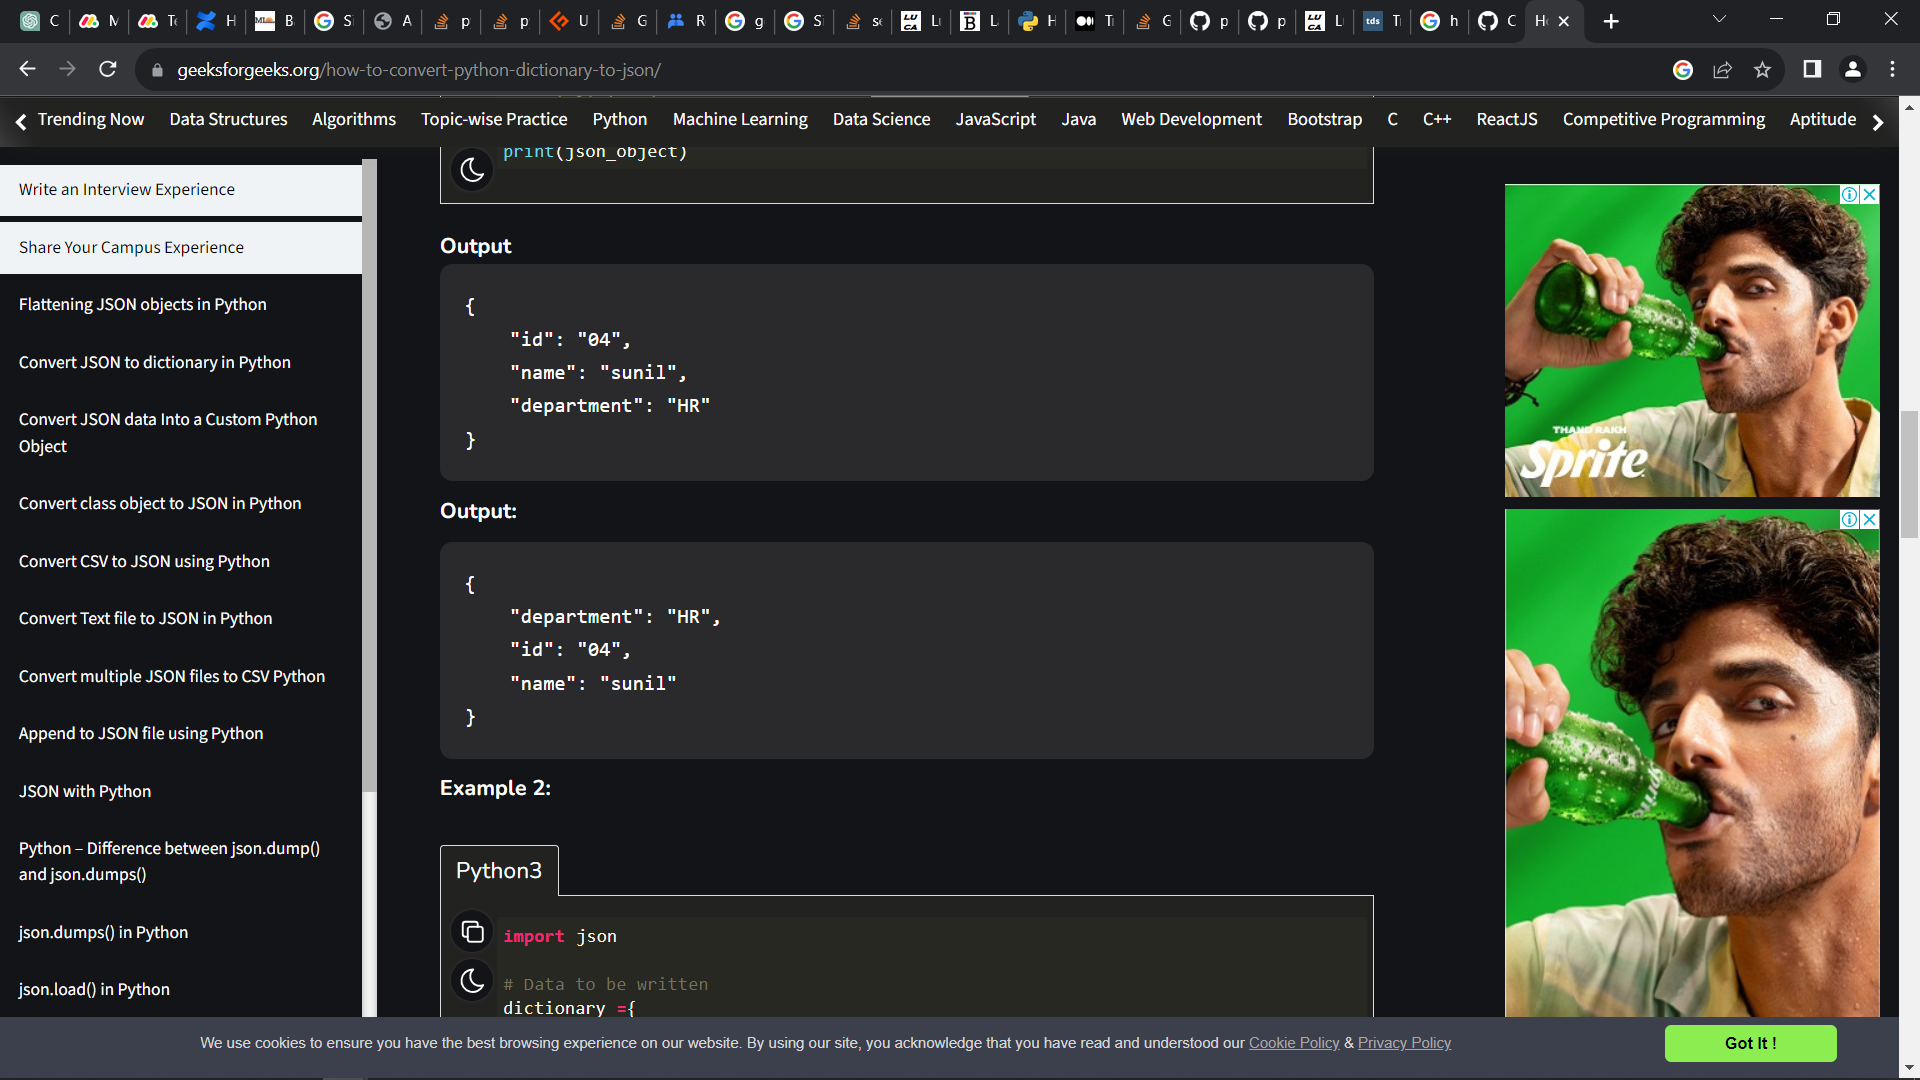 geeksforgeeks.org/how-to-convert-python-dictionary-to-json/
Trending Now Data Structures Algorithms Topic-wise Practice Python Machine Learning Data Science JavaScript Java Web Development Bootstrap C C++ ReactJS Competitive Programming Aptitude
Write an Interview Experience
Share Your Campus Experience
Flattening JSON objects in Python
Convert JSON to dictionary in Python
Convert JSON data Into a Custom Python
Object
Convert class object to JSON in Python
Convert CSV to JSON using Python
Convert Text file to JSON in Python
Convert multiple JSON files to CSV Python
Append to JSON file using Python
JSON with Python
Python – Difference between json.dump()
and json.dumps()
json.dumps() in Python
json.load() in Python
print(json_object)
Output
{
"id": "04",
"name": "sunil",
"department": "HR"
}
Output:
{
"department": "HR",
"id": "04",
"name": "sunil"
}
Example 2:
Python3
import json
# Data to be written
dictionary ={
THAND RAKH
Sprite
Sprite
We use cookies to ensure you have the best browsing experience on our website. By using our site, you acknowledge that you have read and understood our Cookie Policy & Privacy Policy
Got It !